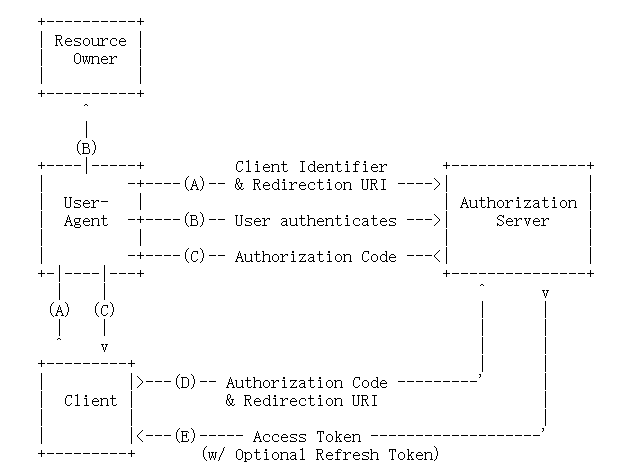 Resource
Owner
(B)
Client Identifier
(A) & Redirection URI
User-
Agent
(B) User authenticates
Authorization
Server
(C) Authorization Code
(A) (C)
(D) Authorization Code
& Redirection URI
Client
(E) Access Token
(w/ Optional Refresh Token)